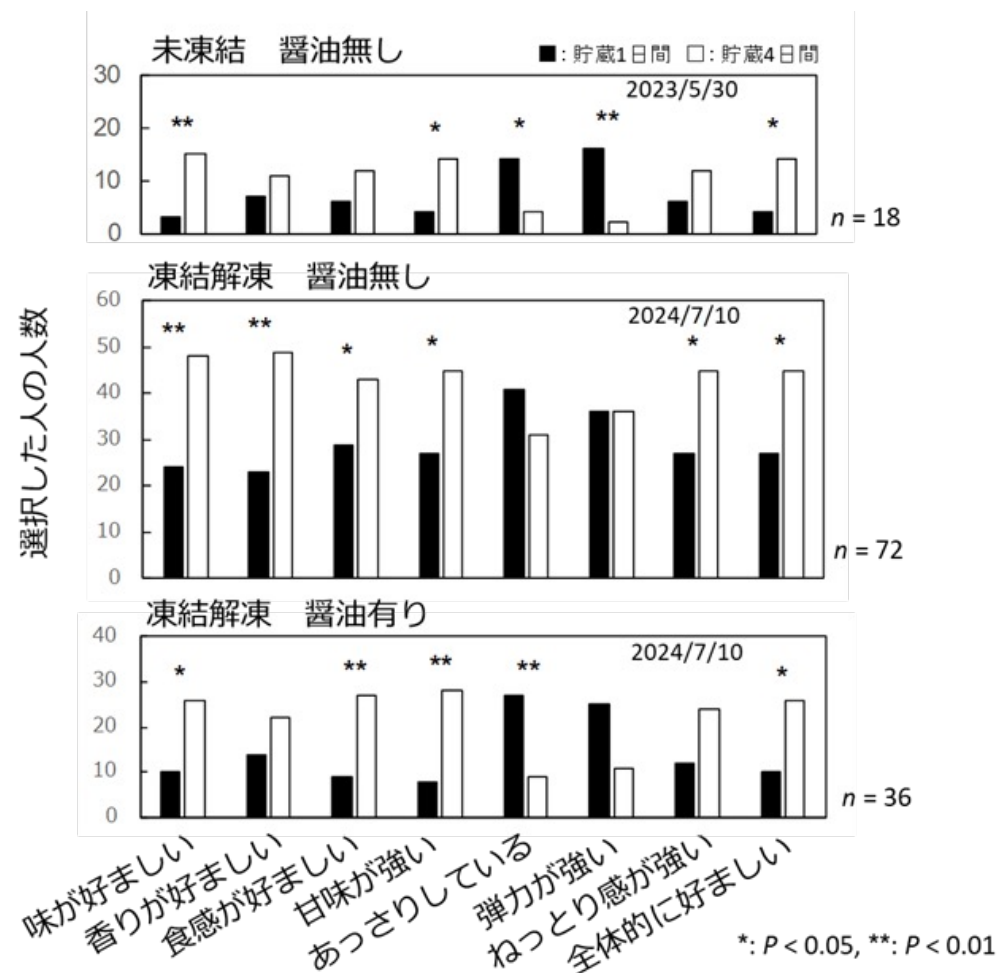 未凍結　醤油無し
■：貯蔵1日間　□：貯蔵4日間
2023/5/30
30
20
10
0
**
*
*
**
*
n = 18
凍結解凍　醤油無し
2024/7/10
60
50
40
30
20
10
0
**
**
*
*
*
*
n = 72
選択した人の人数
凍結解凍　醤油有り
2024/7/10
40
30
20
10
0
*
**
**
**
*
n = 36
味が好ましい
香りが好ましい
食感が好ましい
甘味が強い
あっさりしている
弾力が強い
ねっとり感が強い
全体的に好ましい
*: P < 0.05, **: P < 0.01